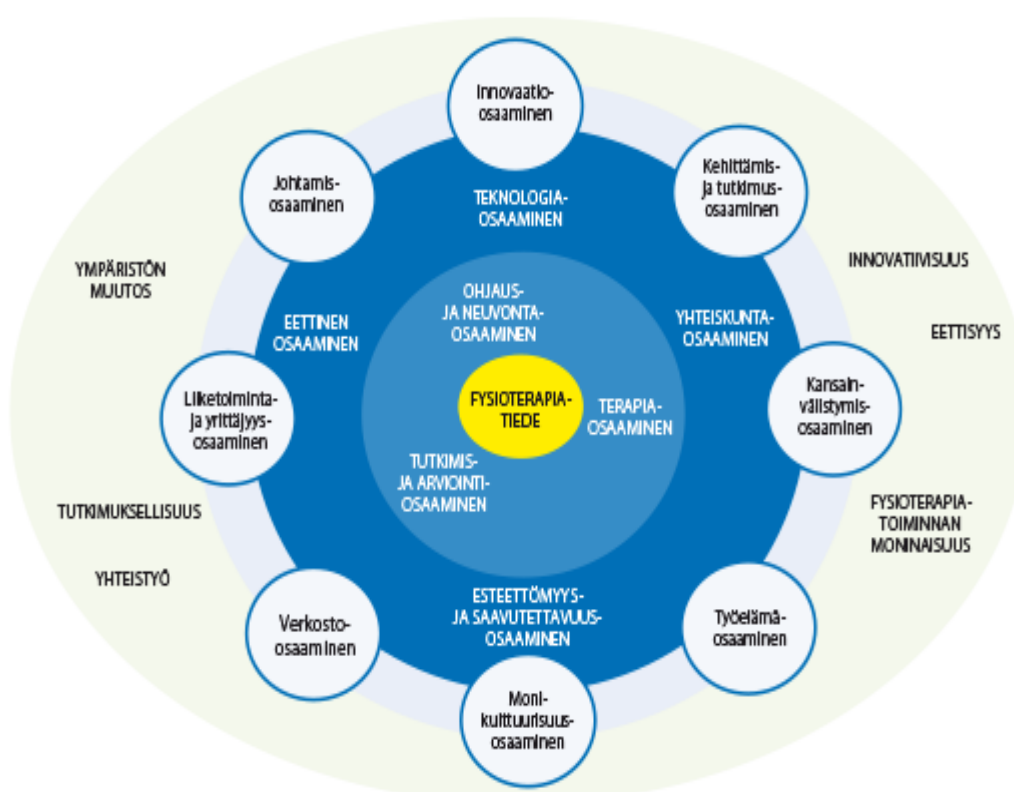 Innovaatio-
osaaminen
Johtamis-
osaaminen
Kehittämis-
ja tutkimus-
osaaminen
TEKNOLOGIA-
OSAAMINEN
YMPÄRISTÖN
MUUTOS
INNOVATIIVISUUS
OHJAUS-
JA NEUVONTA-
OSAAMINEN
EETTINEN
OSAAMINEN
YHTEISKUNTA-
OSAAMINEN
EETTISYYS
Liiketoiminta-
ja yrittäjyys-
osaaminen
FYSIOTERAPIA-
TIEDE
TERAPIA-
OSAAMINEN
Kansain-
välistymis-
osaaminen
TUTKIMIS-
JA ARVIOINTI-
OSAAMINEN
TUTKIMUKSELLISUUS
FYSIOTERAPIA-
TOIMINNAN
MONINAISUUS
YHTEISTYÖ
ESTEETTÖMYYS-
JA SAAVUTETTAVUUS-
OSAAMINEN
Verkosto-
osaaminen
Työelämä-
osaaminen
Moni-
kulttuurisuus-
osaaminen